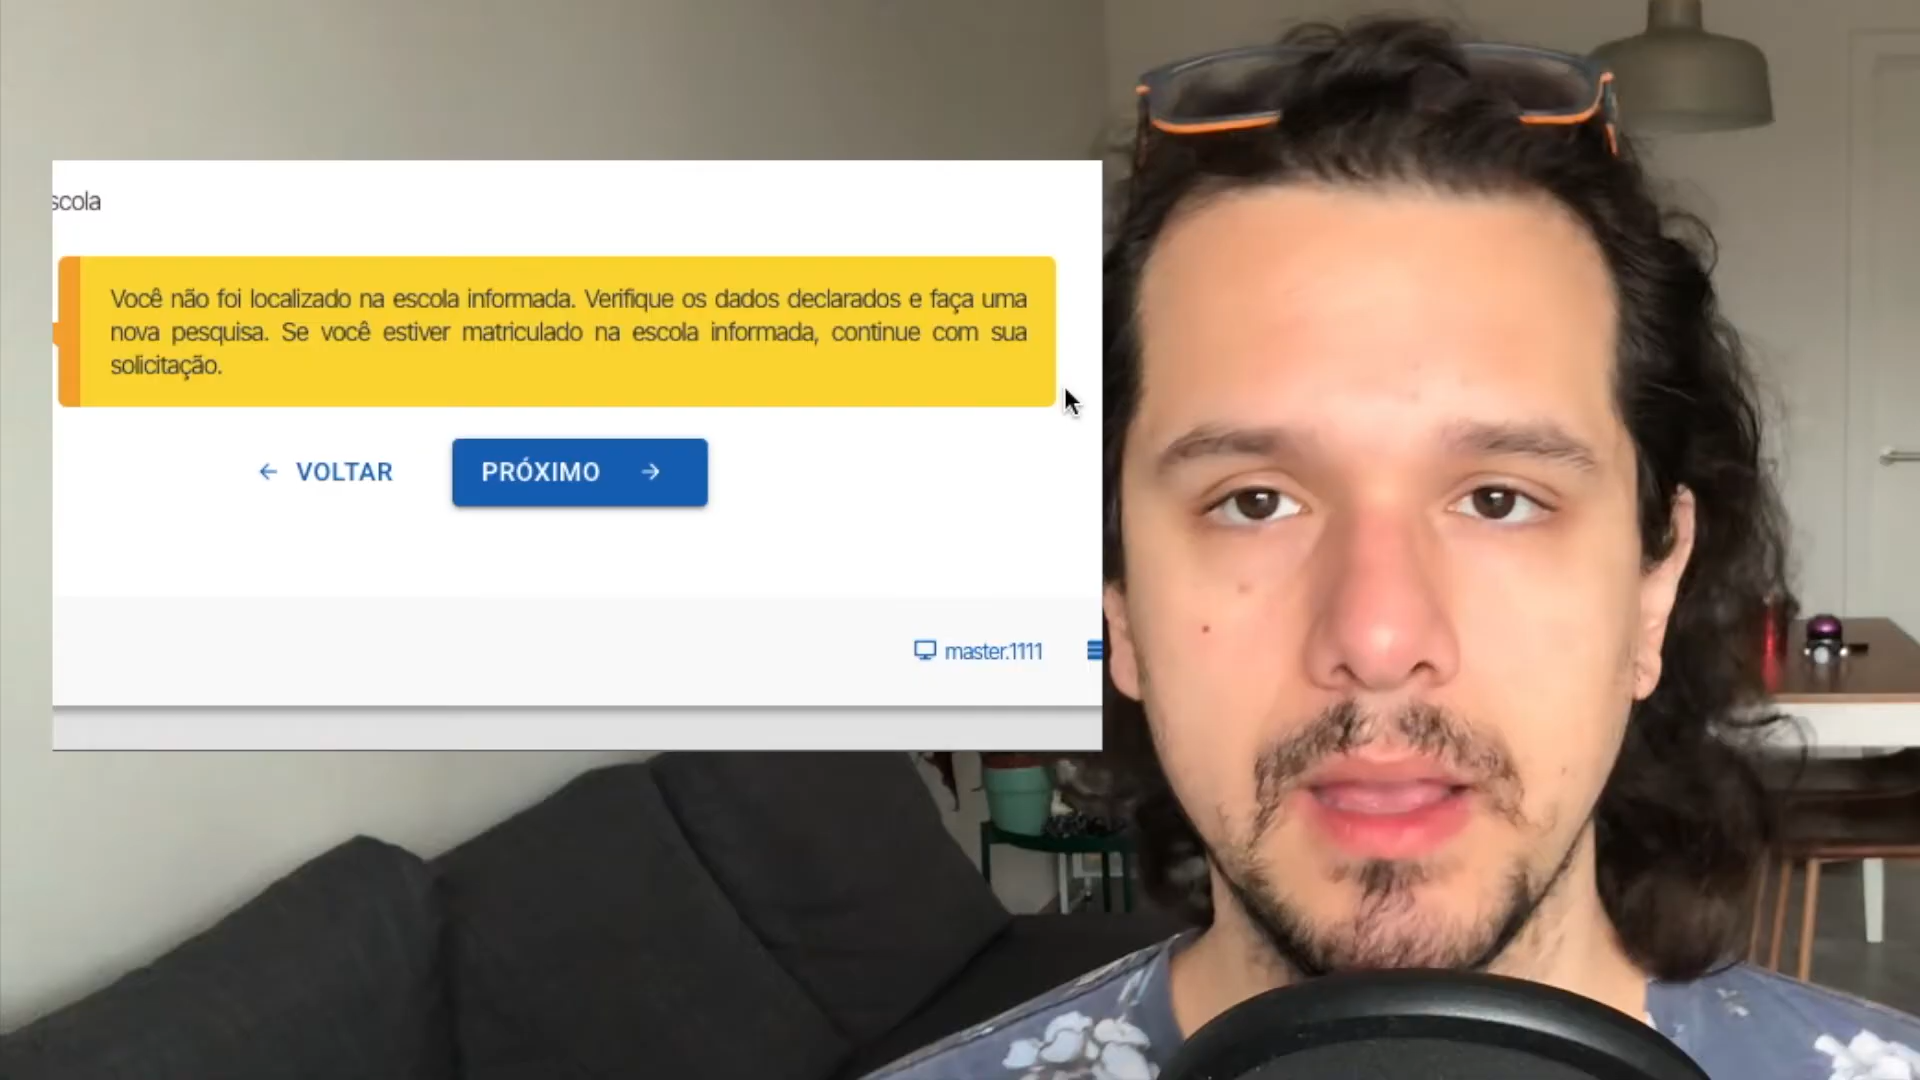 scola
Você não foi localizado na escola informada. Verifique os dados declarados e faça uma
nova pesquisa. Se você estiver matriculado na escola informada, continue com sua
solicitação.
← VOLTAR
PRÓXIMO →
master.1111